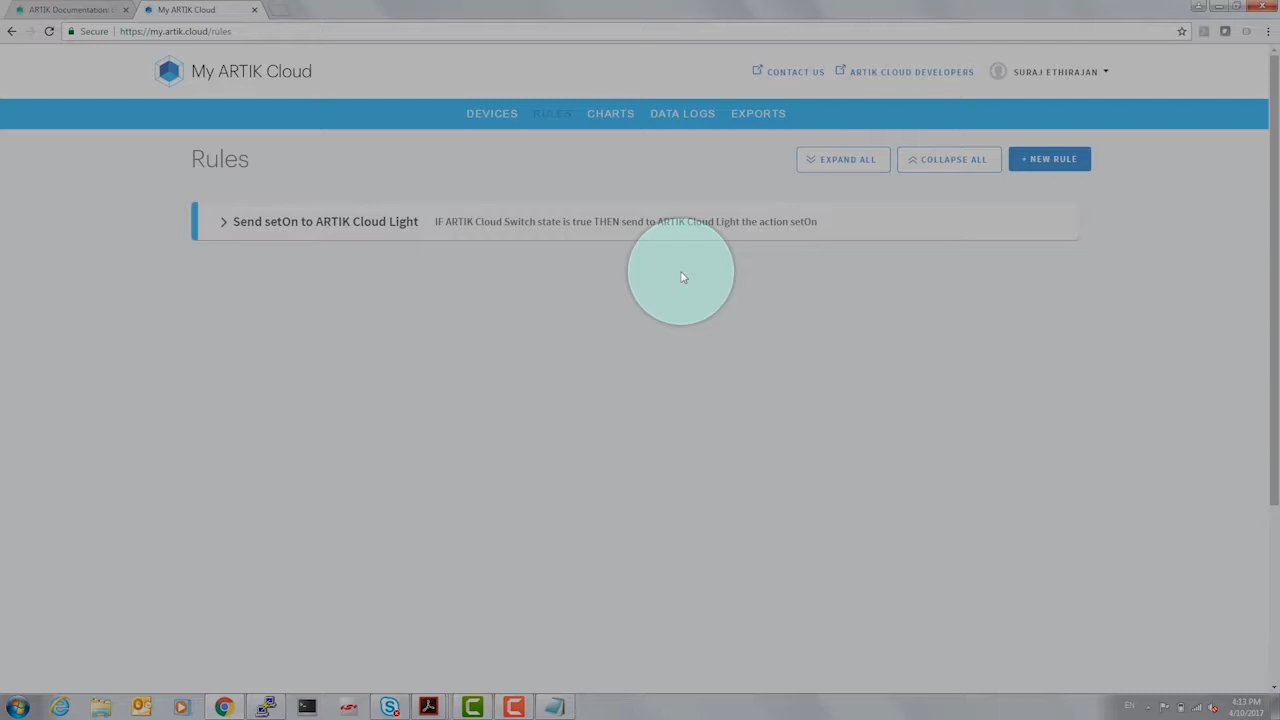 ARTIK Documentation:
My ARTIK Cloud
Secure
https://my.artik.cloud/rules
My ARTIK Cloud
CONTACT US
ARTIK CLOUD DEVELOPERS
SURAJ ETHIRAJAN
DEVICES
RULES
CHARTS
DATA LOGS
EXPORTS
Rules
EXPAND ALL
COLLAPSE ALL
+ NEW RULE
Send setOn to ARTIK Cloud Light
IF ARTIK Cloud Switch state is true THEN send to ARTIK Cloud Light the action setOn
EN
4:13 PM
4/10/2017